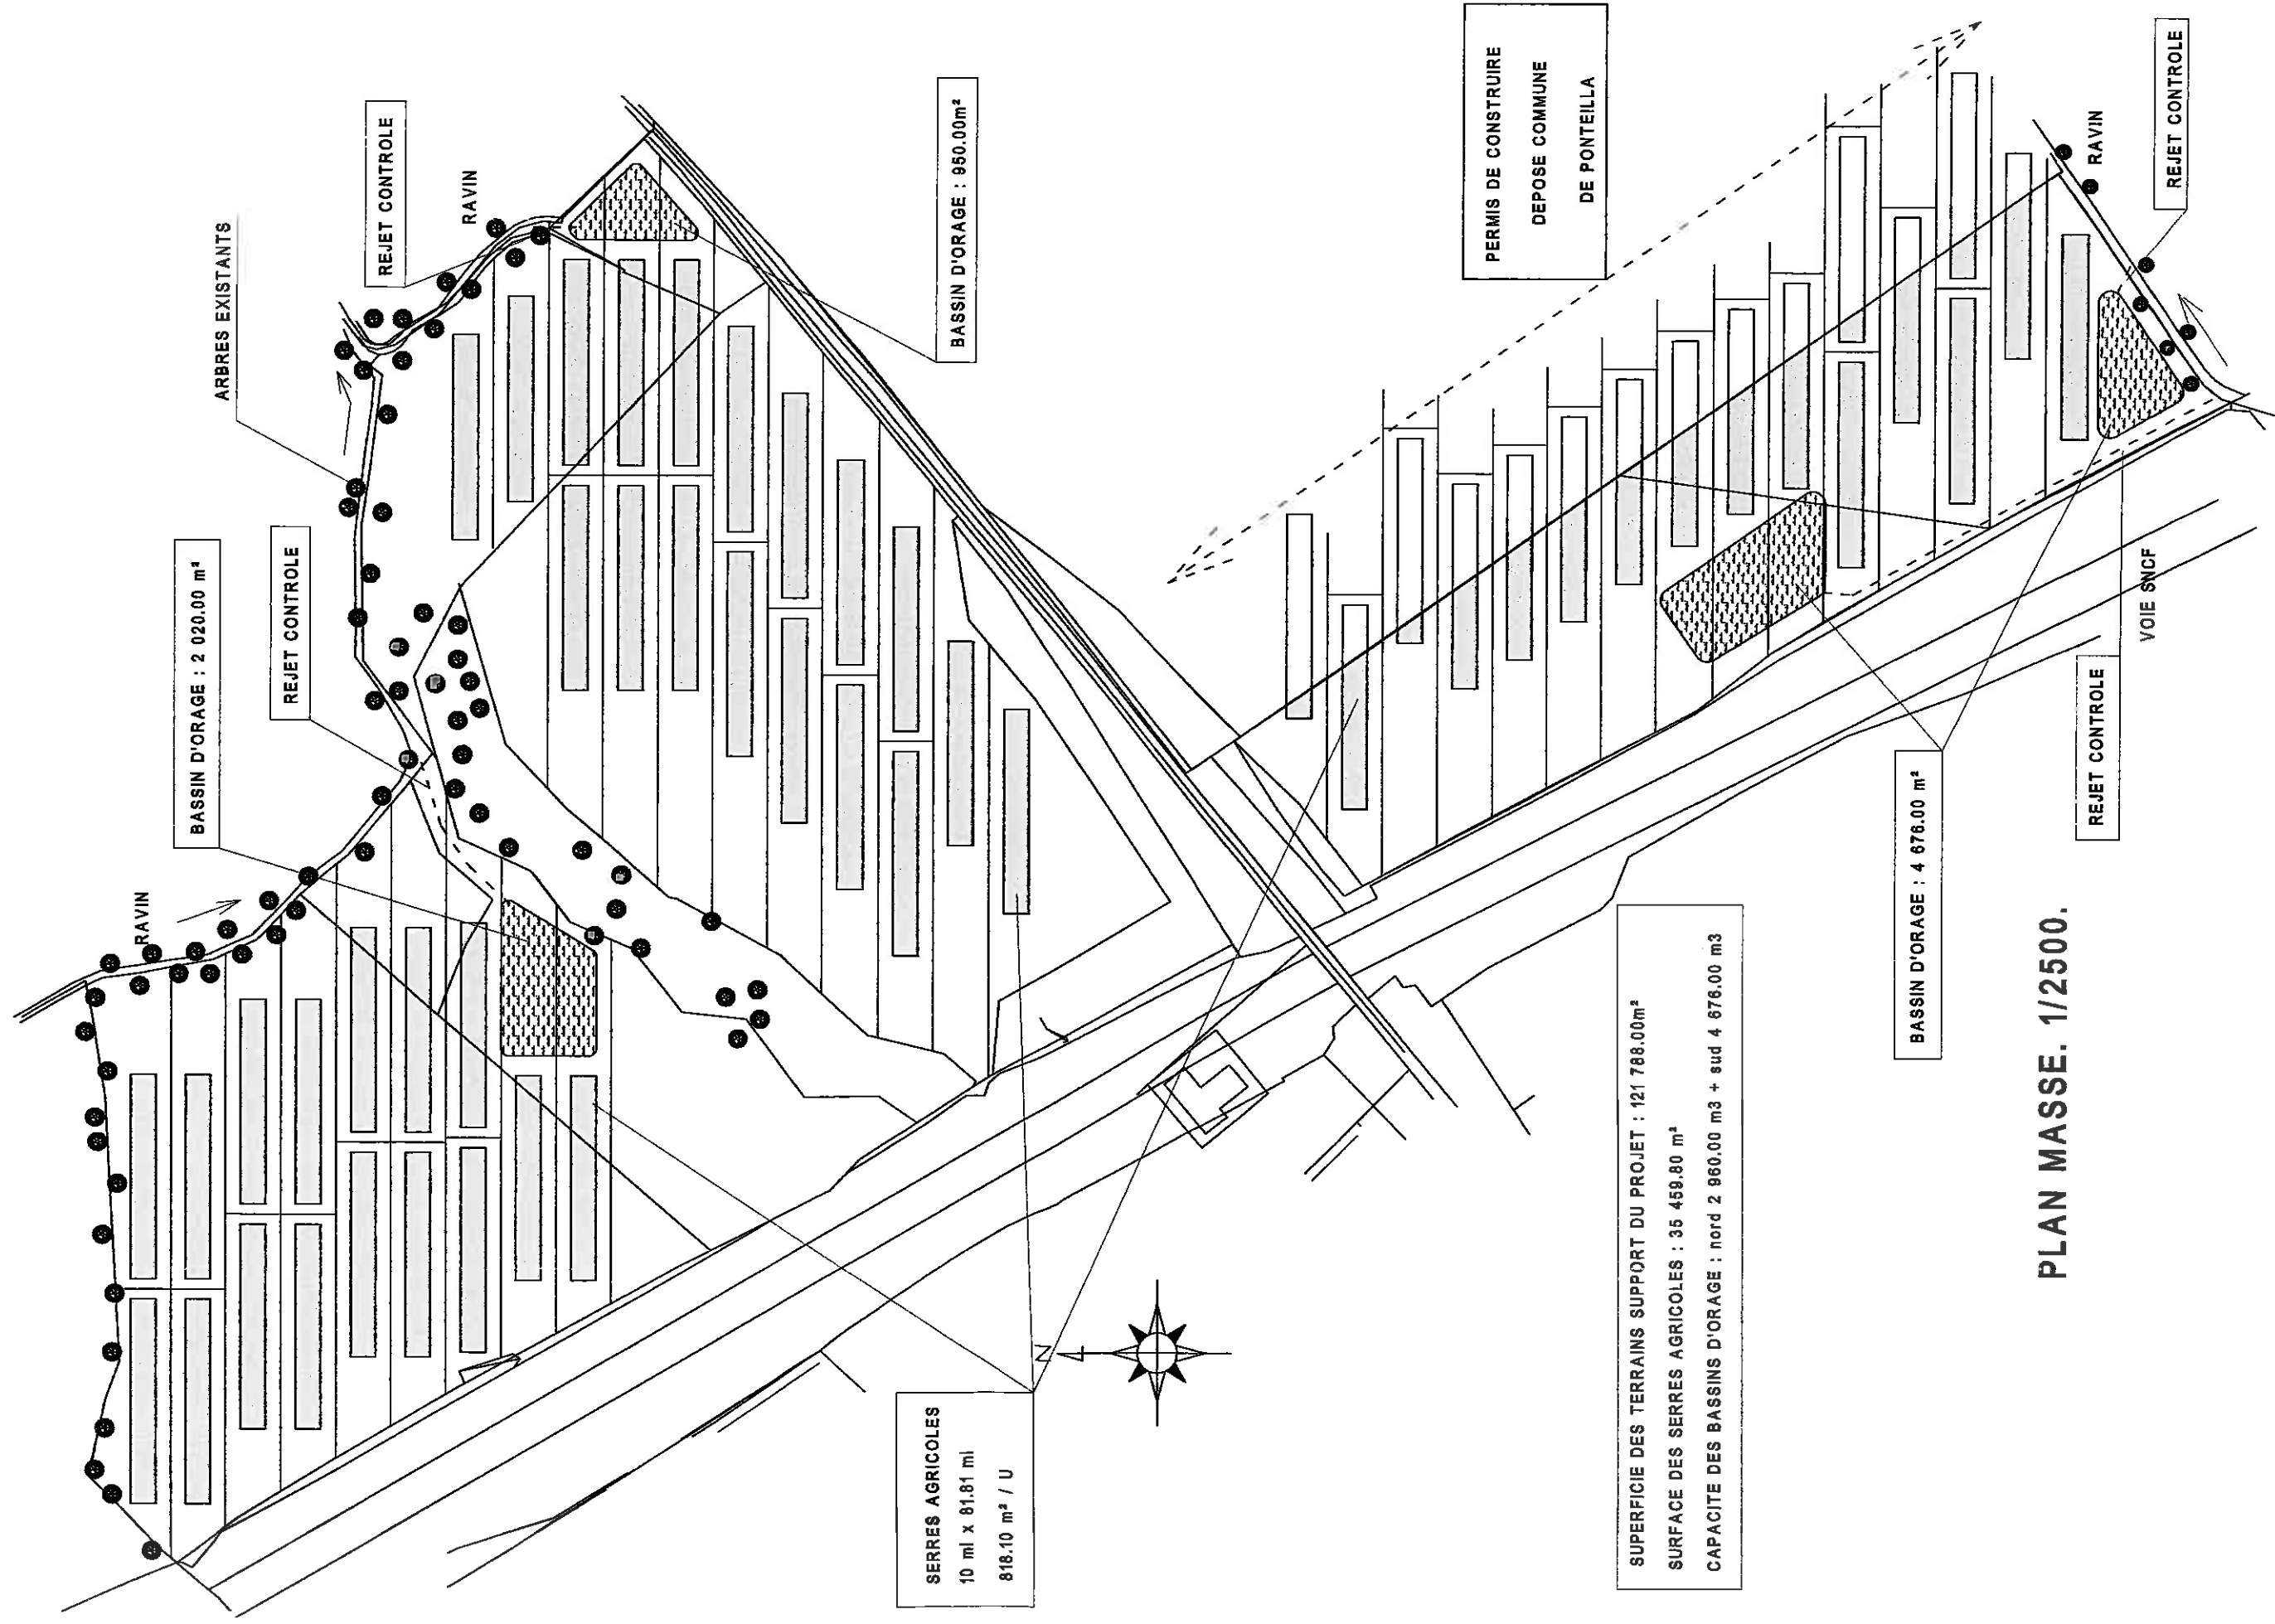 ARBRES EXISTANTS
REJET CONTROLE
RAVIN
BASSIN D'ORAGE : 950.00m²
BASSIN D'ORAGE : 2 020.00 m²
REJET CONTROLE
RAVIN
PERMIS DE CONSTRUIRE
DEPOSE COMMUNE
DE PONTEILLA
REJET CONTROLE
RAVIN
VOIE SNCF
REJET CONTROLE
BASSIN D'ORAGE : 4 676.00 m²
N
SERRES AGRICOLES
10 ml x 81.81 ml
818.10 m² / U
SUPERFICIE DES TERRAINS SUPPORT DU PROJET : 121 788.00m²
SURFACE DES SERRES AGRICOLES : 35 459.80 m²
CAPACITE DES BASSINS D'ORAGE : nord 2 960.00 m3 + sud 4 676.00 m3
PLAN MASSE. 1/2500.